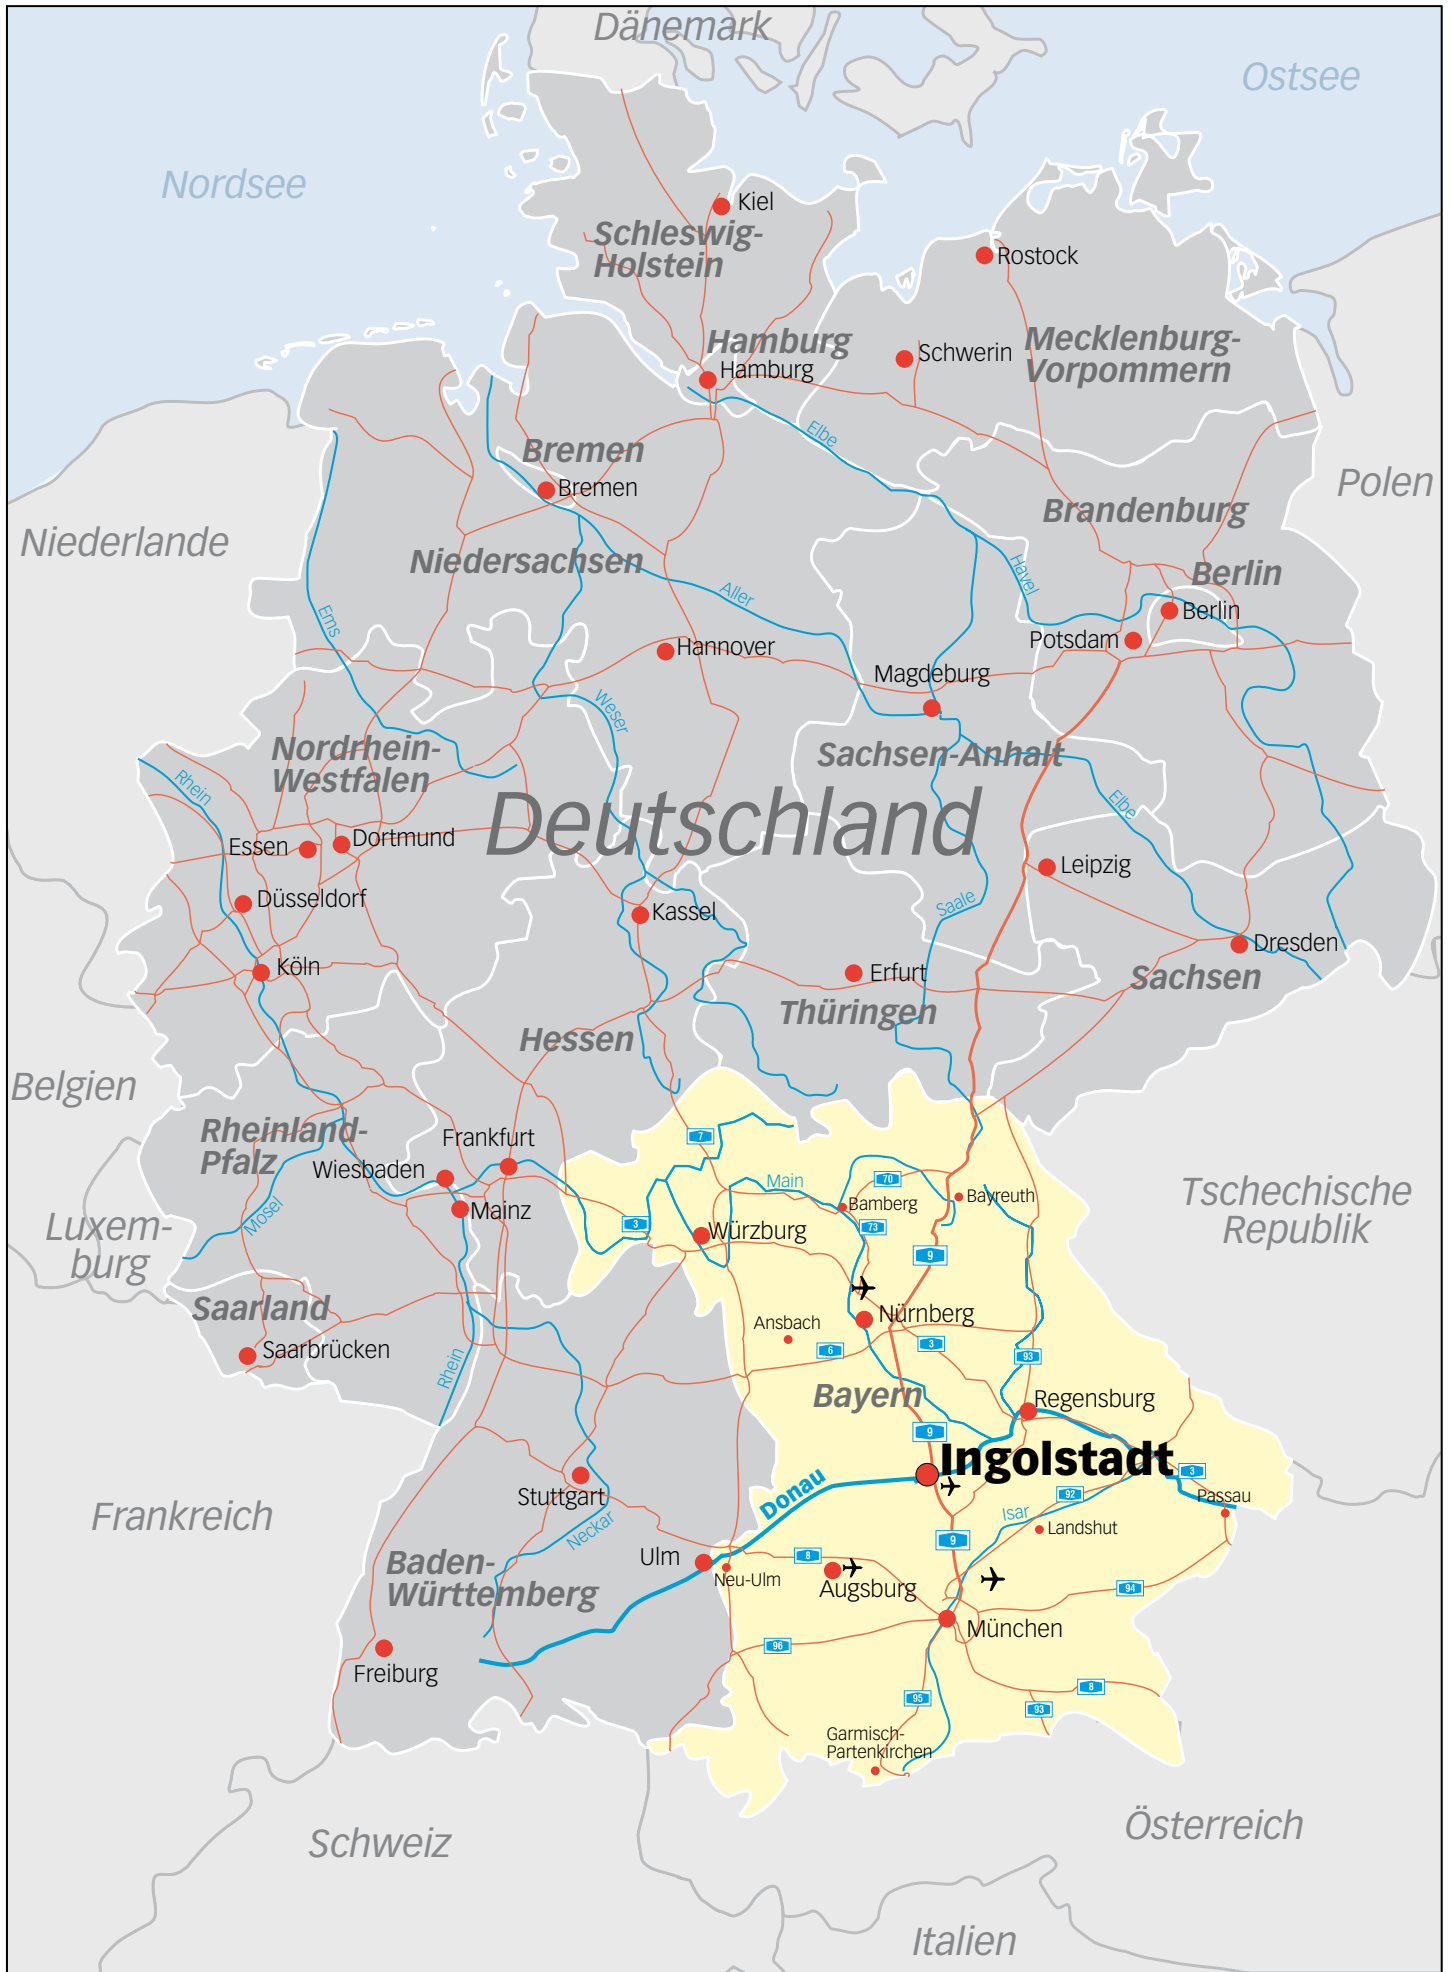 Dänemark
Ostsee
Nordsee
Kiel
Schleswig-
Holstein
Rostock
Hamburg
Hamburg
Schwerin
Mecklenburg-
Vorpommern
Elbe
Bremen
Bremen
Polen
Brandenburg
Niederlande
Niedersachsen
Havel
Berlin
Berlin
Aller
Ems
Potsdam
Hannover
Magdeburg
Weser
Nordrhein-
Westfalen
Sachsen-Anhalt
Rhein
Deutschland
Elbe
Essen
Dortmund
Leipzig
Düsseldorf
Kassel
Saale
Dresden
Köln
Erfurt
Sachsen
Thüringen
Hessen
Belgien
Rheinland-
Pfalz
Frankfurt
7
Wiesbaden
Main
70
Bayreuth
Tschechische
Republik
Bamberg
Mosel
Mainz
Luxem-
burg
3
Würzburg
73
9
Saarland
Nürnberg
Ansbach
Saarbrücken
6
3
93
Rhein
Bayern
Regensburg
9
Ingolstadt
3
Donau
92
Passau
Stuttgart
Isar
Landshut
Frankreich
Neckar
9
Ulm
8
Baden-
Württemberg
Neu-Ulm
Augsburg
94
München
96
Freiburg
8
95
93
Garmisch-
Partenkirchen
Österreich
Schweiz
Italien